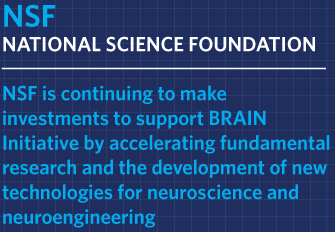 NSF
NATIONAL SCIENCE FOUNDATION
NSF is continuing to make
investments to support BRAIN
Initiative by accelerating fundamental
research and the development of new
technologies for neuroscience and
neuroengineering